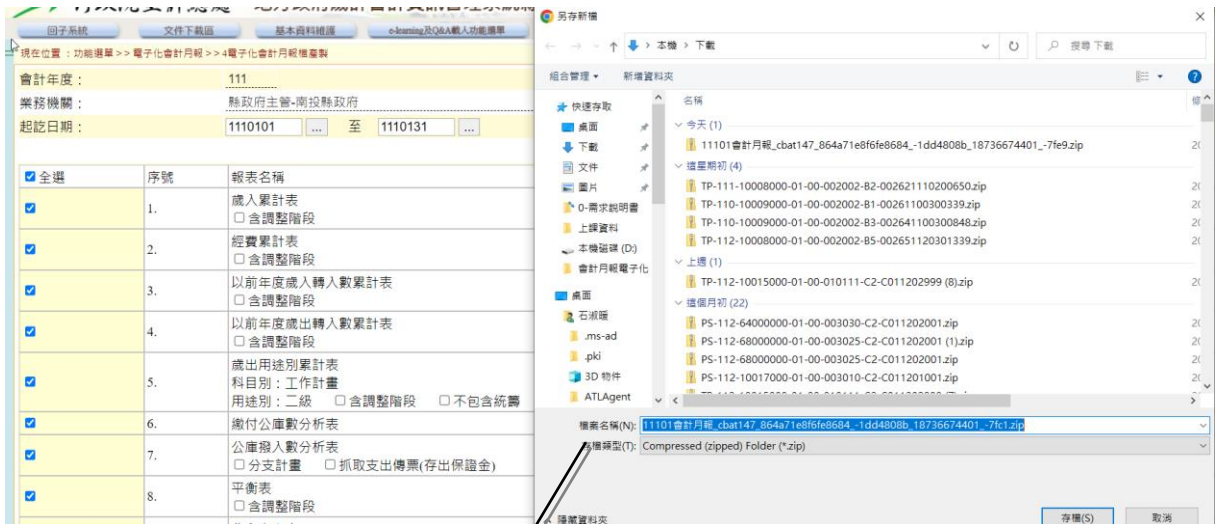 回子系統
文件下載區
基本資料維護
e-learning及Q&A載入功能選單
現在位置 ：功能選單>> 電子化會計月報>>4電子化會計月報檔產製
會計年度：
111
業務機關：
縣政府主管-南投縣政府
起訖日期：
1110101 ... 至 1110131 ...
全選 序號 報表名稱
1. 歲入累計表
含調整階段
2. 經費累計表
含調整階段
3. 以前年度歲入轉入數累計表
含調整階段
4. 以前年度歲出轉入數累計表
含調整階段
5. 歲出用途別累計表
科目別：工作計畫
用途別：二級 含調整階段 不包含統籌
6. 繳付公庫數分析表
7. 公庫撥入數分析表
分支計畫 抓取支出傳票(存出保證金)
8. 平衡表
含調整階段
另存新檔
本機 › 下載
搜尋 下載
組合管理 新增資料夾
快速存取
桌面
下載
文件
圖片
0-需求說明書
上課資料
本機磁碟 (D:)
會計月報電子化
桌面
石淑暖
.ms-ad
.pki
3D 物件
ATLAgent
名稱
今天 (1)
11101會計月報_cbat147_864a71e8f6fe8684_-1dd4808b_18736674401_-7fe9.zip
這星期初 (4)
TP-111-10008000-01-00-002002-B2-002621110200650.zip
TP-110-10009000-01-00-002002-B1-00261100300339.zip
TP-110-10009000-01-00-002002-B3-002641100300848.zip
TP-112-10008000-01-00-002002-B5-002651120301339.zip
上週 (1)
TP-112-10015000-01-00-010111-C2-C011202999 (8).zip
這個月初 (22)
PS-112-64000000-01-00-003030-C2-C011202001.zip
PS-112-68000000-01-00-003025-C2-C011202001 (1).zip
PS-112-68000000-01-00-003025-C2-C011202001.zip
PS-112-10017000-01-00-003010-C2-C011201001.zip
檔案名稱(N): 11101會計月報_cbat147_864a71e8f6fe8684_-1dd4808b_18736674401_-7fc1.zip
檔類型(T): Compressed (zipped) Folder (*.zip)
隱藏資料夾
存檔(S)
取消